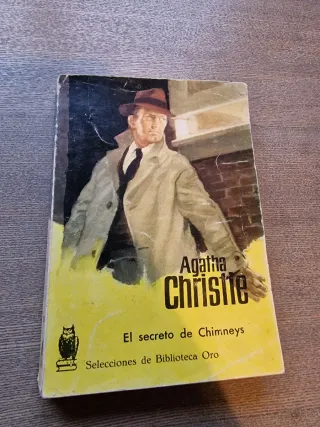 Agatha
Christie
El secreto de Chimneys
Selecciones de Biblioteca Oro